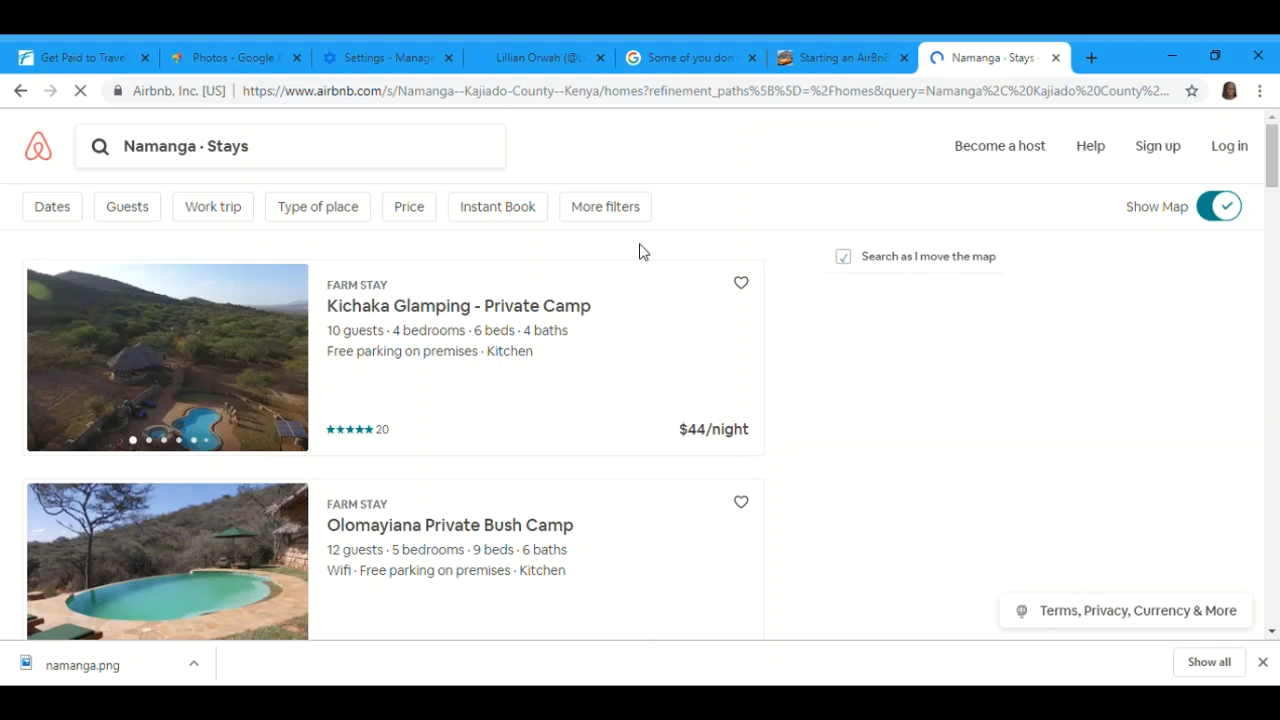 Get Paid to Trave
Photos - Google P
Settings - Manage
Lillian Orwah (@Li
Some of you don'
Starting an AirBnB
Namanga · Stays
Airbnb, Inc. [US]
https://www.airbnb.com/s/Namanga--Kajiado-County--Kenya/homes?refinement_paths%5B%5D=%2Fhomes&query=Namanga%2C%20Kajiado%20County%2...
Namanga · Stays
Become a host
Help
Sign up
Log in
Dates
Guests
Work trip
Type of place
Price
Instant Book
More filters
Show Map
Search as I move the map
FARM STAY
Kichaka Glamping - Private Camp
10 guests · 4 bedrooms · 6 beds · 4 baths
Free parking on premises · Kitchen
20
$44/night
FARM STAY
Olomayiana Private Bush Camp
12 guests · 5 bedrooms · 9 beds · 6 baths
Wifi · Free parking on premises · Kitchen
Terms, Privacy, Currency & More
namanga.png
Show all